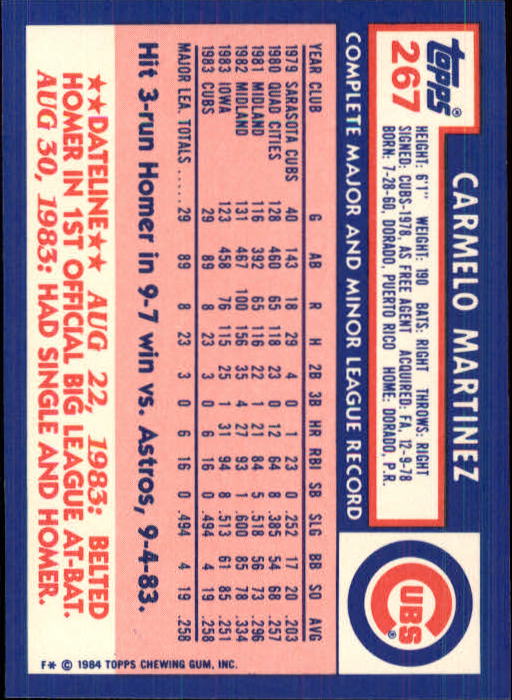 topps®
267
CARMELO MARTINEZ
HEIGHT: 6'1" WEIGHT: 190 BATS: RIGHT THROWS: RIGHT
SIGNED: CUBS-1978, AS FREE AGENT ACQUIRED: FA, 12-9-78
BORN: 7-28-60, DORADO, PUERTO RICO HOME: DORADO, P.R.
CUBS®
COMPLETE MAJOR AND MINOR LEAGUE RECORD
YEAR CLUB G AB R H 2B 3B HR RBI SB SLG BB SO AVG
1979 SARASOTA CUBS 40 143 18 29 4 0 1 23 0 .252 17 20 .203
1980 QUAD CITIES 128 460 65 118 23 0 12 64 8 .385 54 68 .257
1981 MIDLAND 116 392 65 116 22 1 21 84 5 .518 56 73 .296
1982 MIDLAND 131 467 100 156 35 4 27 93 1 .600 85 78 .334
1983 IOWA 123 458 76 115 25 1 31 94 8 .513 61 85 .251
1983 CUBS 29 89 8 23 3 0 6 16 0 .494 4 19 .258
MAJOR LEA. TOTALS ..... 29 89 8 23 3 0 6 16 0 .494 4 19 .258
Hit 3-run Homer in 9-7 win vs. Astros, 9-4-83.
★★DATELINE★★ AUG 22, 1983: BELTED
HOMER IN 1ST OFFICIAL BIG LEAGUE AT-BAT.
AUG 30, 1983: HAD SINGLE AND HOMER.
F* © 1984 TOPPS CHEWING GUM, INC.